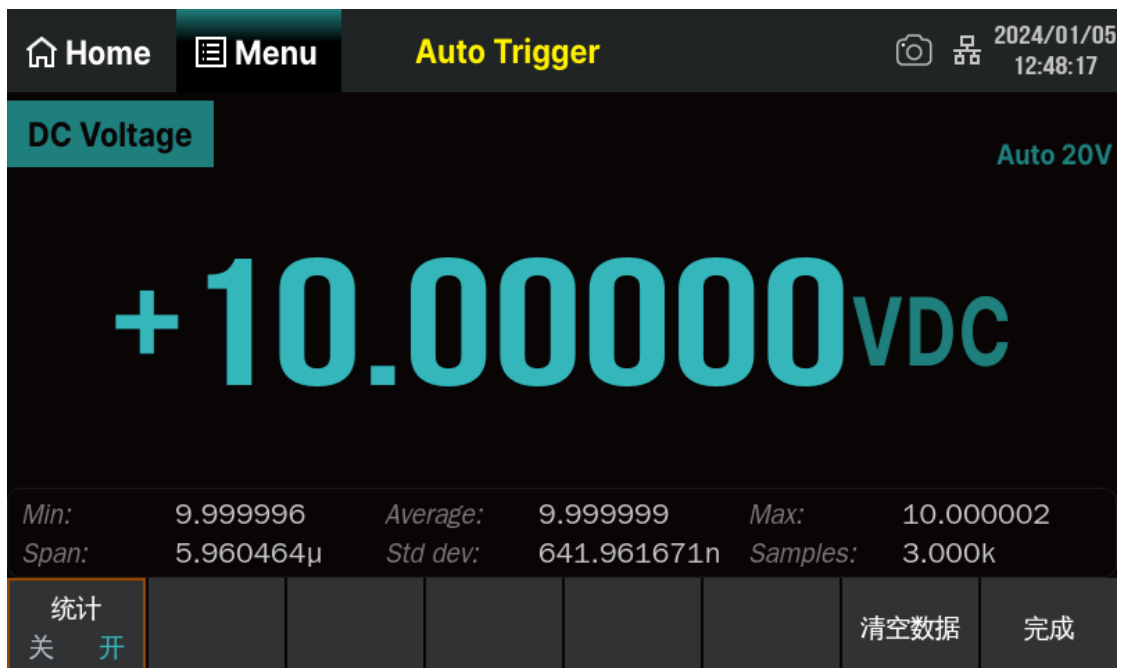 Home Menu Auto Trigger 2024/01/05
12:48:17
DC Voltage
Auto 20V
+10.00000VDC
Min: 9.999996 Average: 9.999999 Max: 10.000002
Span: 5.960464µ Std dev: 641.961671n Samples: 3.000k
统计
关 开
清空数据 完成